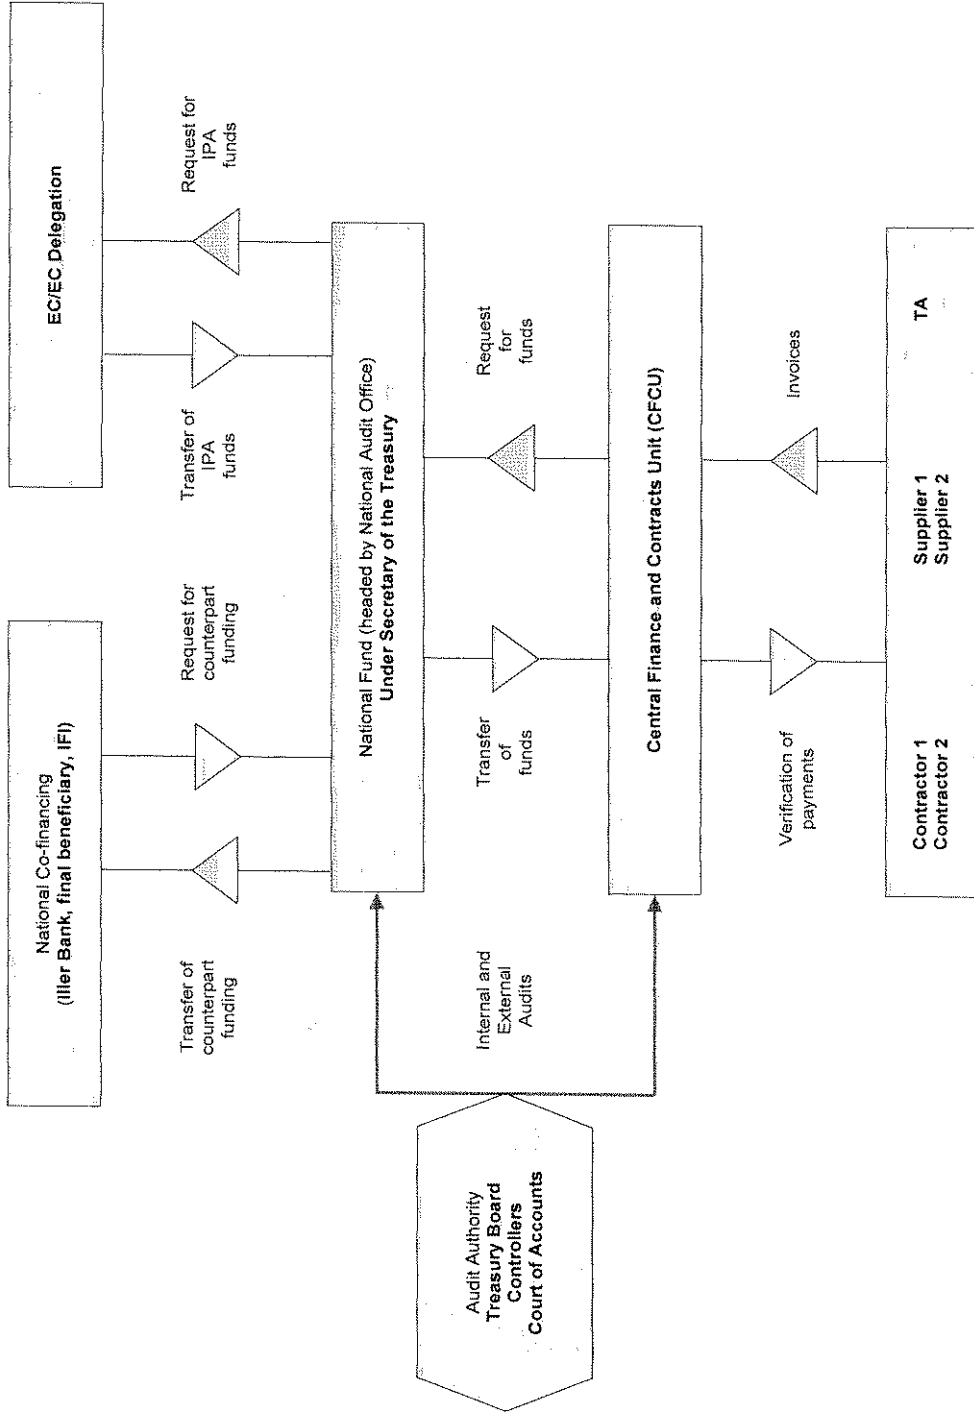 National Co-financing
(Iller Bank, final beneficiary, IFI)
EC/EC Delegation
Transfer of
counterpart
funding
Request for
counterpart
funding
Transfer of
IPA
funds
Request for
IPA
funds
National Fund (headed by National Audit Office)
Under Secretary of the Treasury
Audit Authority
Treasury Board
Controllers
Court of Accounts
Internal and
External
Audits
Transfer
of
funds
Request
for
funds
Central Finance and Contracts Unit (CFCU)
Verification of
payments
Invoices
Contractor 1
Contractor 2
Supplier 1
Supplier 2
TA